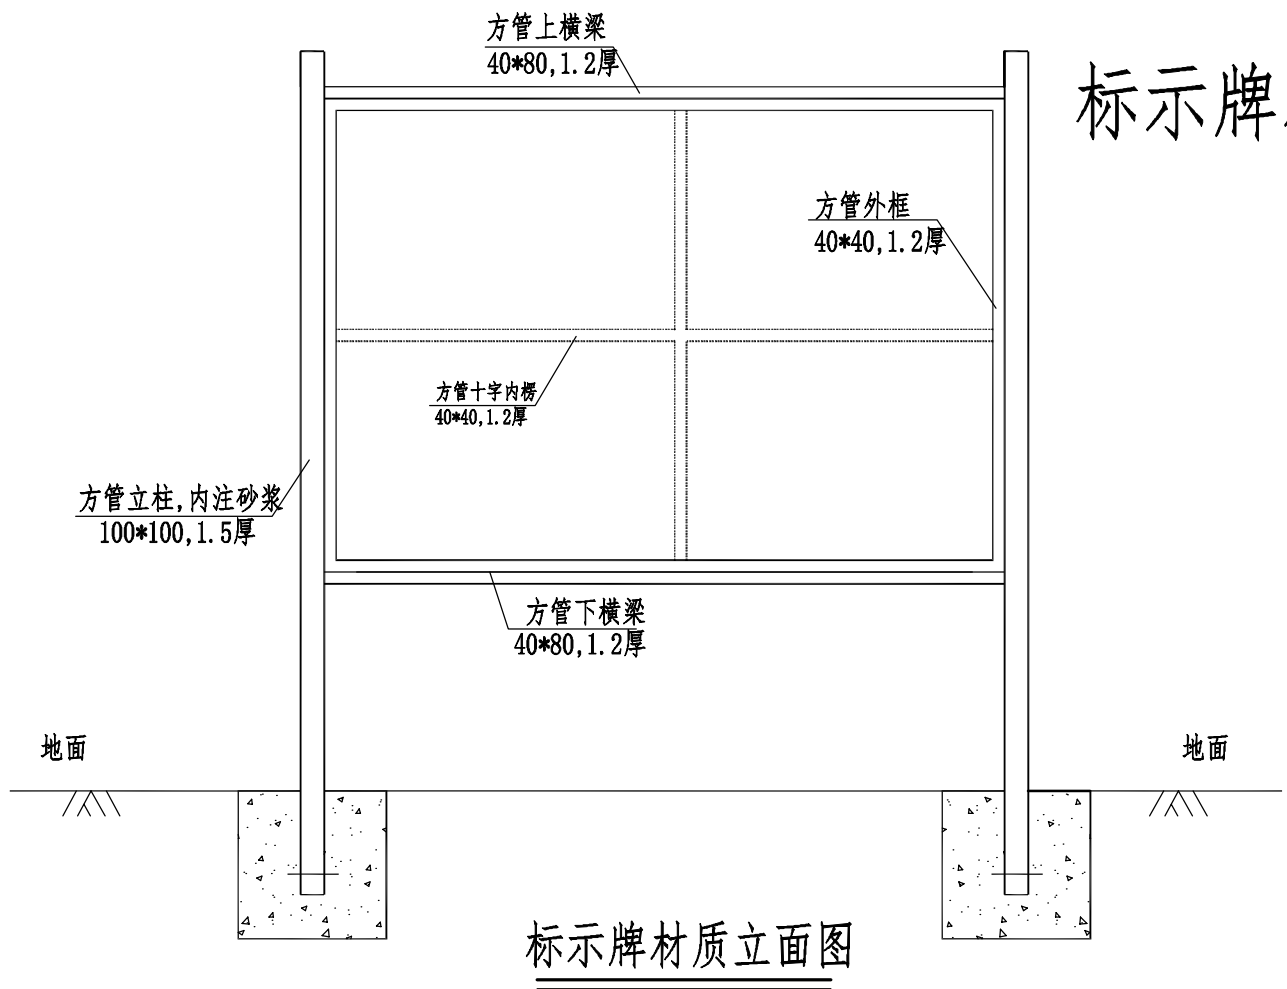 方管上横梁
40*80,1.2厚
标示牌
方管外框
40*40,1.2厚
方管十字内楞
40*40,1.2厚
方管立柱,内注砂浆
100*100,1.5厚
方管下横梁
40*80,1.2厚
地面
地面
标示牌材质立面图